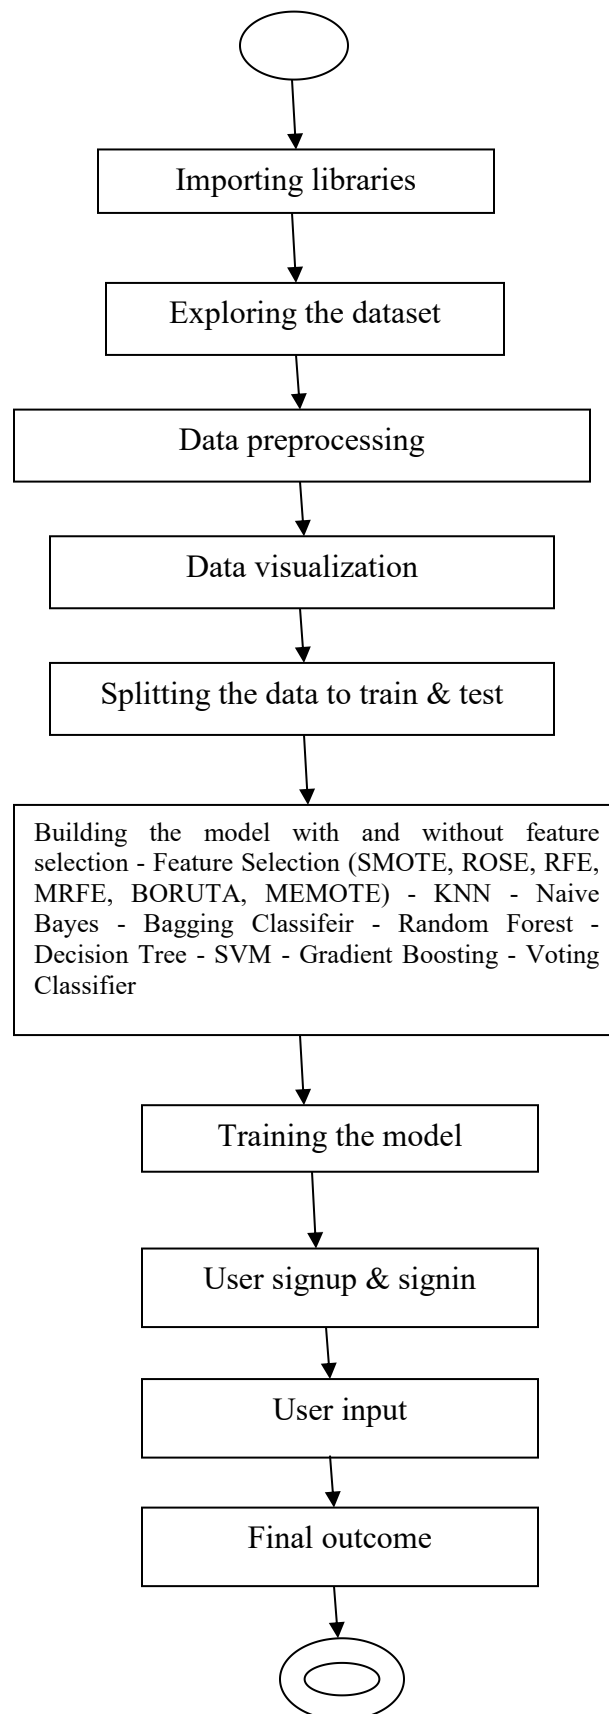 Importing libraries
Exploring the dataset
Data preprocessing
Data visualization
Splitting the data to train & test
Building the model with and without feature
selection - Feature Selection (SMOTE, ROSE, RFE,
MRFE, BORUTA, MEMOTE) - KNN - Naive
Bayes - Bagging Classifeir - Random Forest -
Decision Tree - SVM - Gradient Boosting - Voting
Classifier
Training the model
User signup & signin
User input
Final outcome